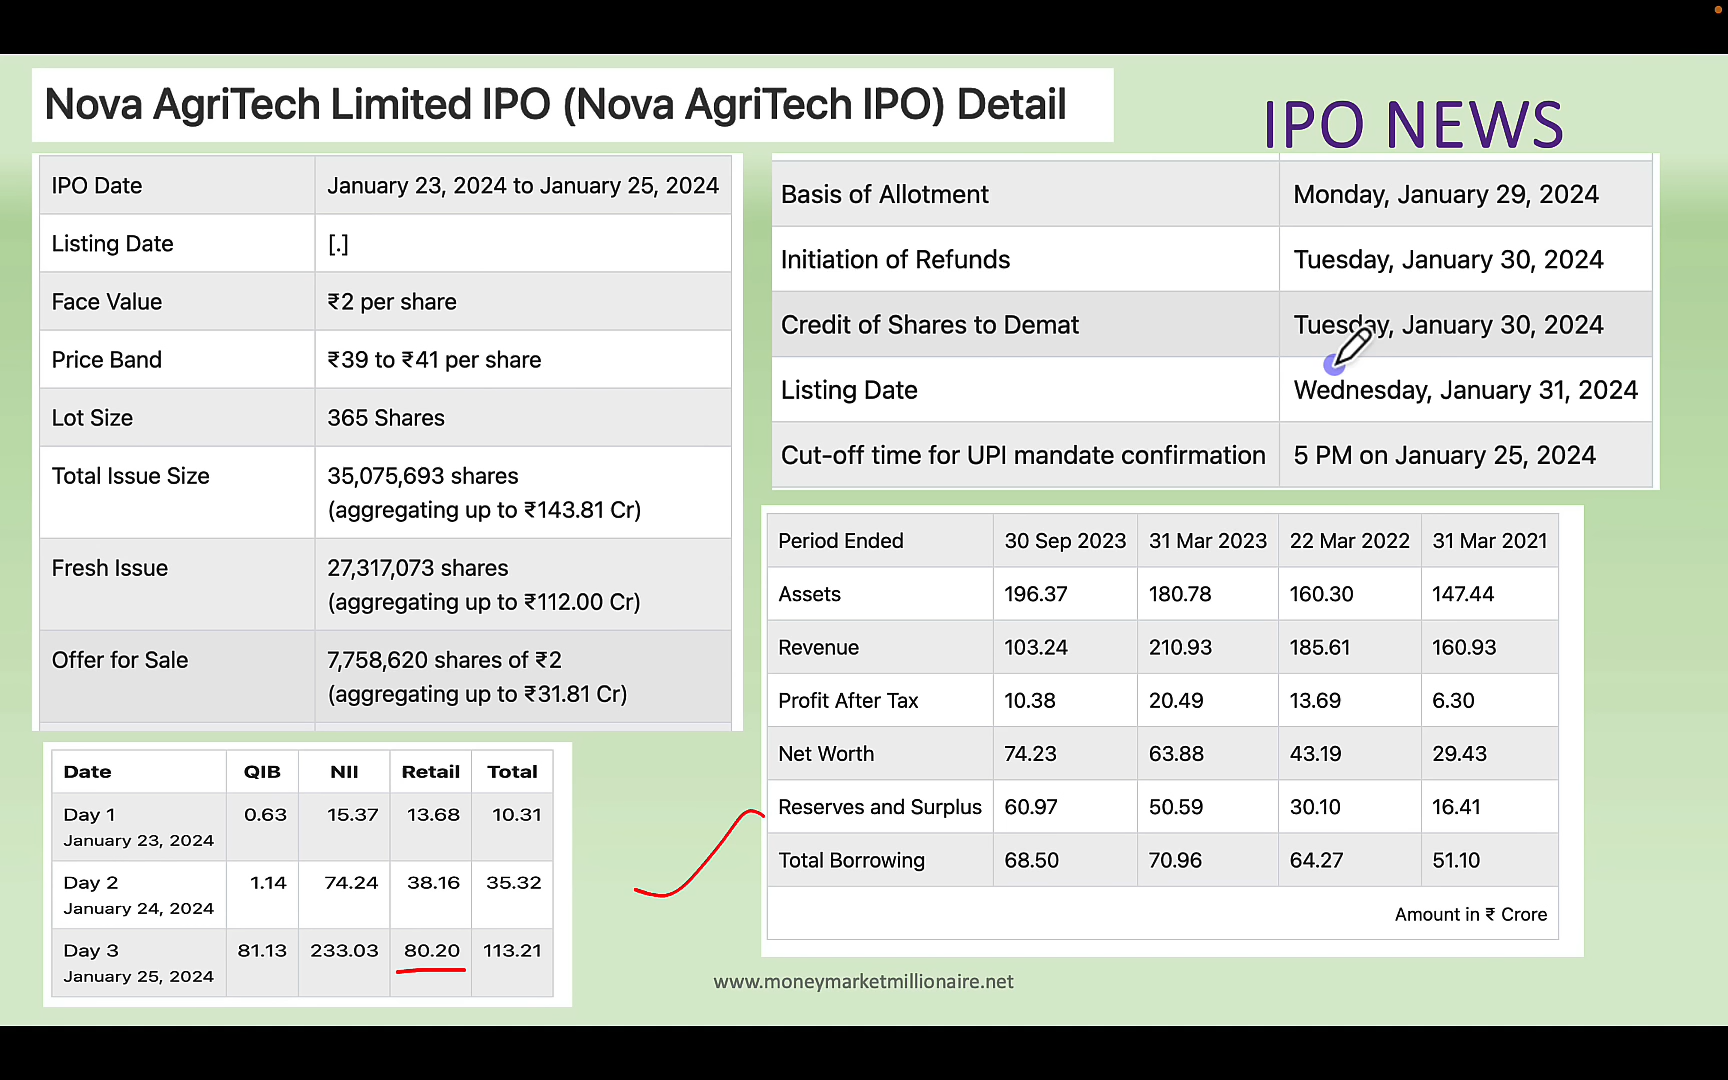 Nova AgriTech Limited IPO (Nova AgriTech IPO) Detail
IPO NEWS
IPO Date January 23, 2024 to January 25, 2024
Listing Date [.]
Face Value ₹2 per share
Price Band ₹39 to ₹41 per share
Lot Size 365 Shares
Total Issue Size 35,075,693 shares
(aggregating up to ₹143.81 Cr)
Fresh Issue 27,317,073 shares
(aggregating up to ₹112.00 Cr)
Offer for Sale 7,758,620 shares of ₹2
(aggregating up to ₹31.81 Cr)
Basis of Allotment Monday, January 29, 2024
Initiation of Refunds Tuesday, January 30, 2024
Credit of Shares to Demat Tuesday, January 30, 2024
Listing Date Wednesday, January 31, 2024
Cut-off time for UPI mandate confirmation 5 PM on January 25, 2024
Date QIB NII Retail Total
Day 1 0.63 15.37 13.68 10.31
January 23, 2024
Day 2 1.14 74.24 38.16 35.32
January 24, 2024
Day 3 81.13 233.03 80.20 113.21
January 25, 2024
Period Ended 30 Sep 2023 31 Mar 2023 22 Mar 2022 31 Mar 2021
Assets 196.37 180.78 160.30 147.44
Revenue 103.24 210.93 185.61 160.93
Profit After Tax 10.38 20.49 13.69 6.30
Net Worth 74.23 63.88 43.19 29.43
Reserves and Surplus 60.97 50.59 30.10 16.41
Total Borrowing 68.50 70.96 64.27 51.10
Amount in ₹ Crore
www.moneymarketmillionaire.net